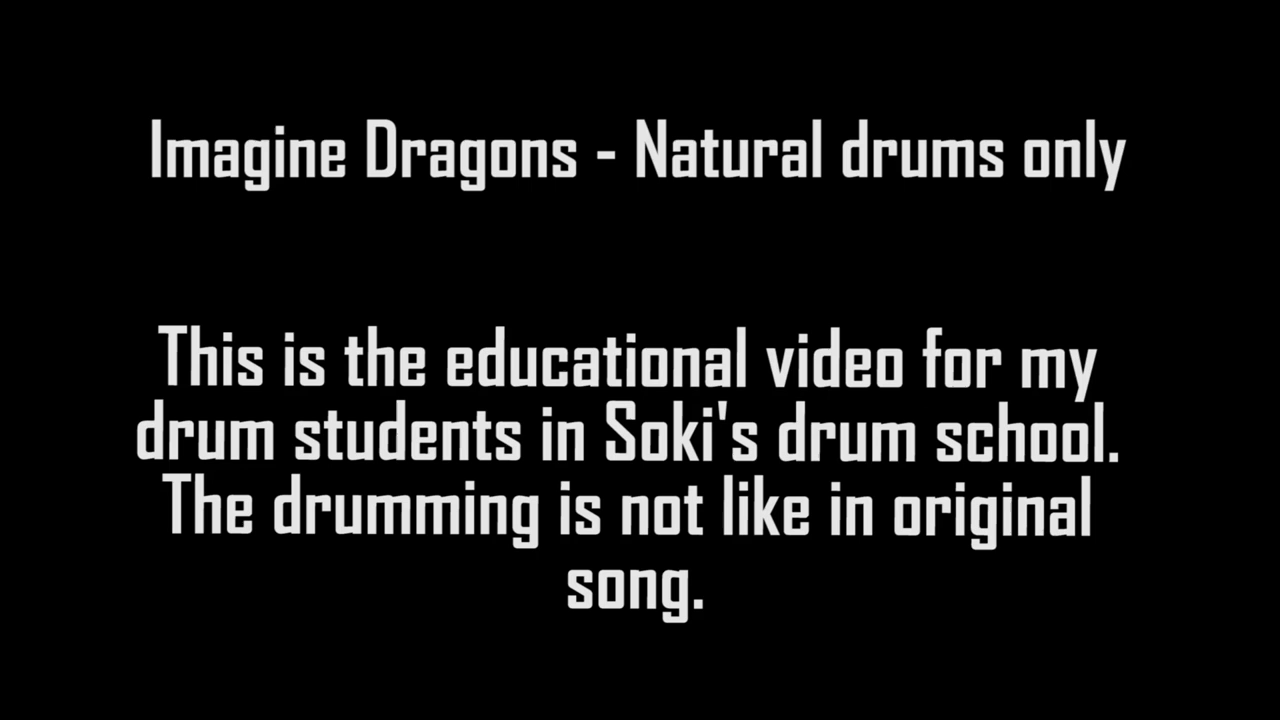 Imagine Dragons - Natural drums only
This is the educational video for my
drum students in Soki's drum school.
The drumming is not like in original
song.